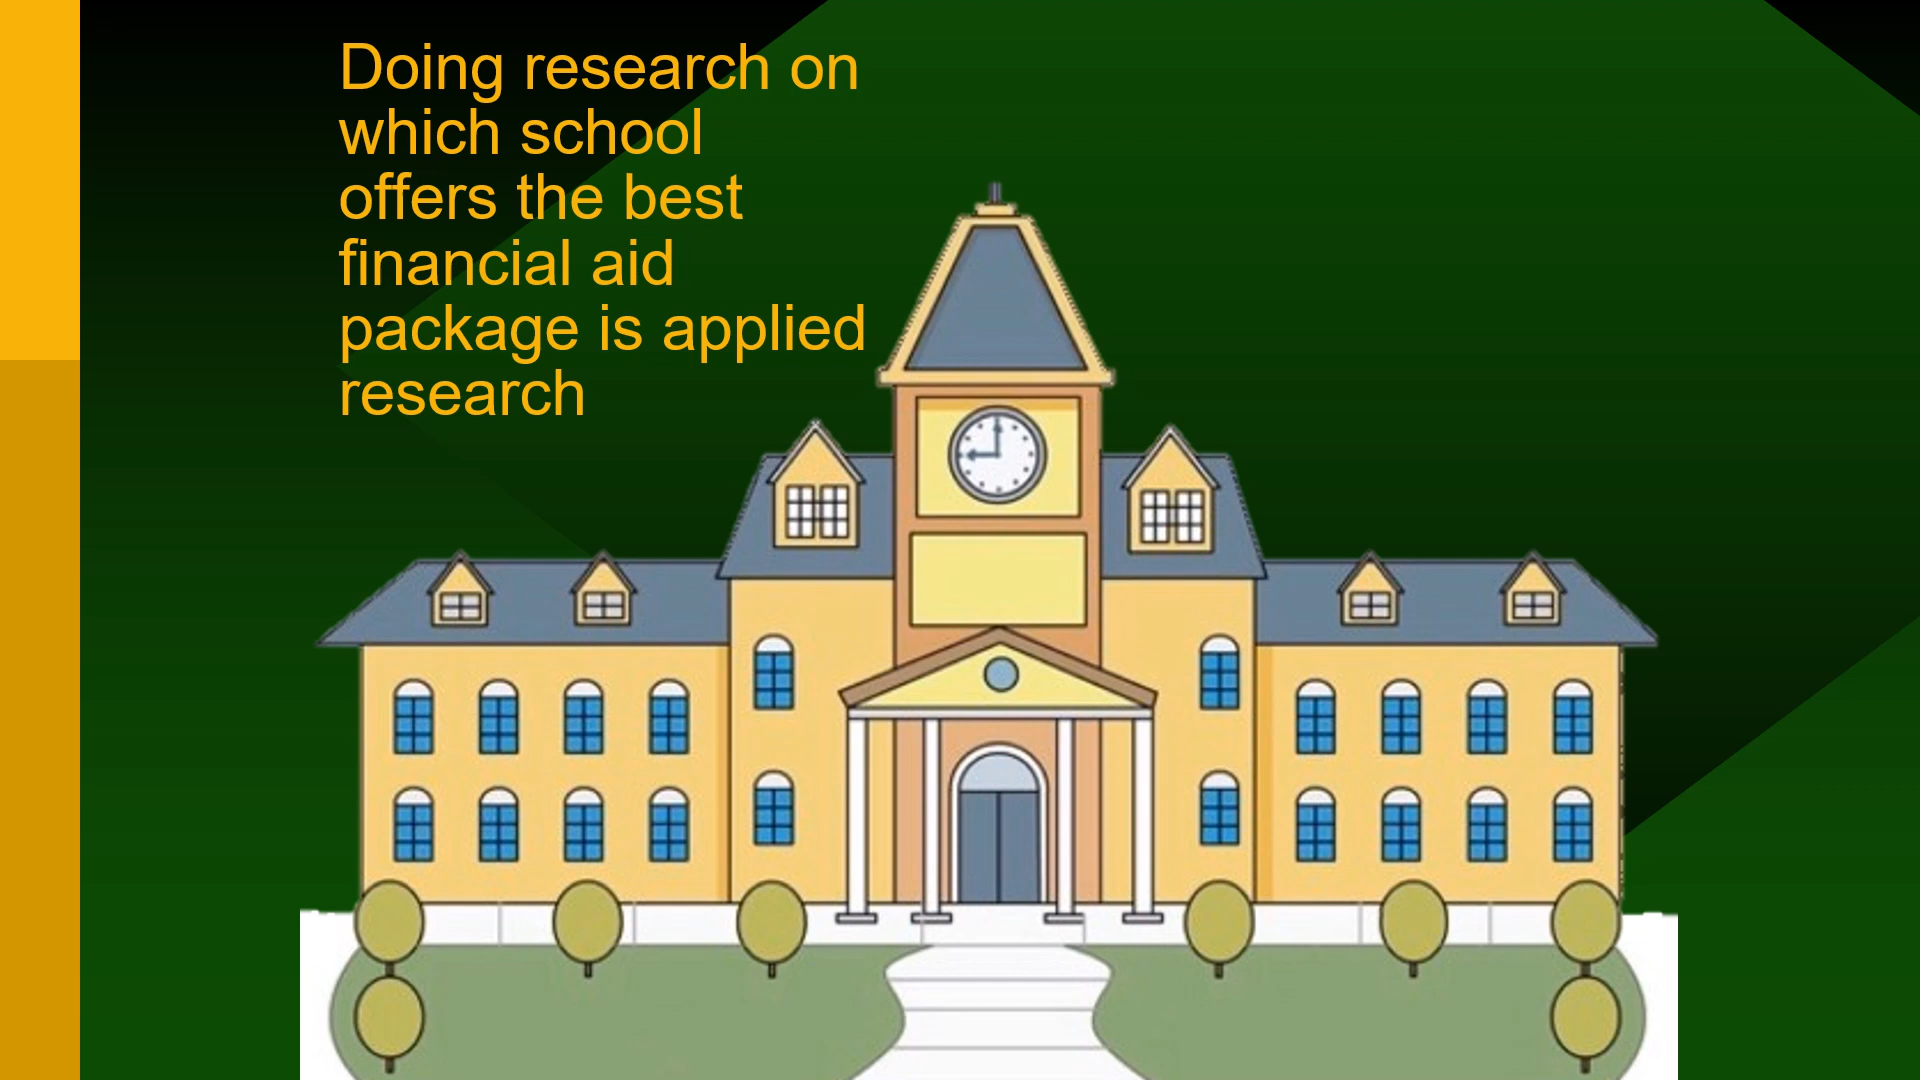 Doing research on
which school
offers the best
financial aid
package is applied
research